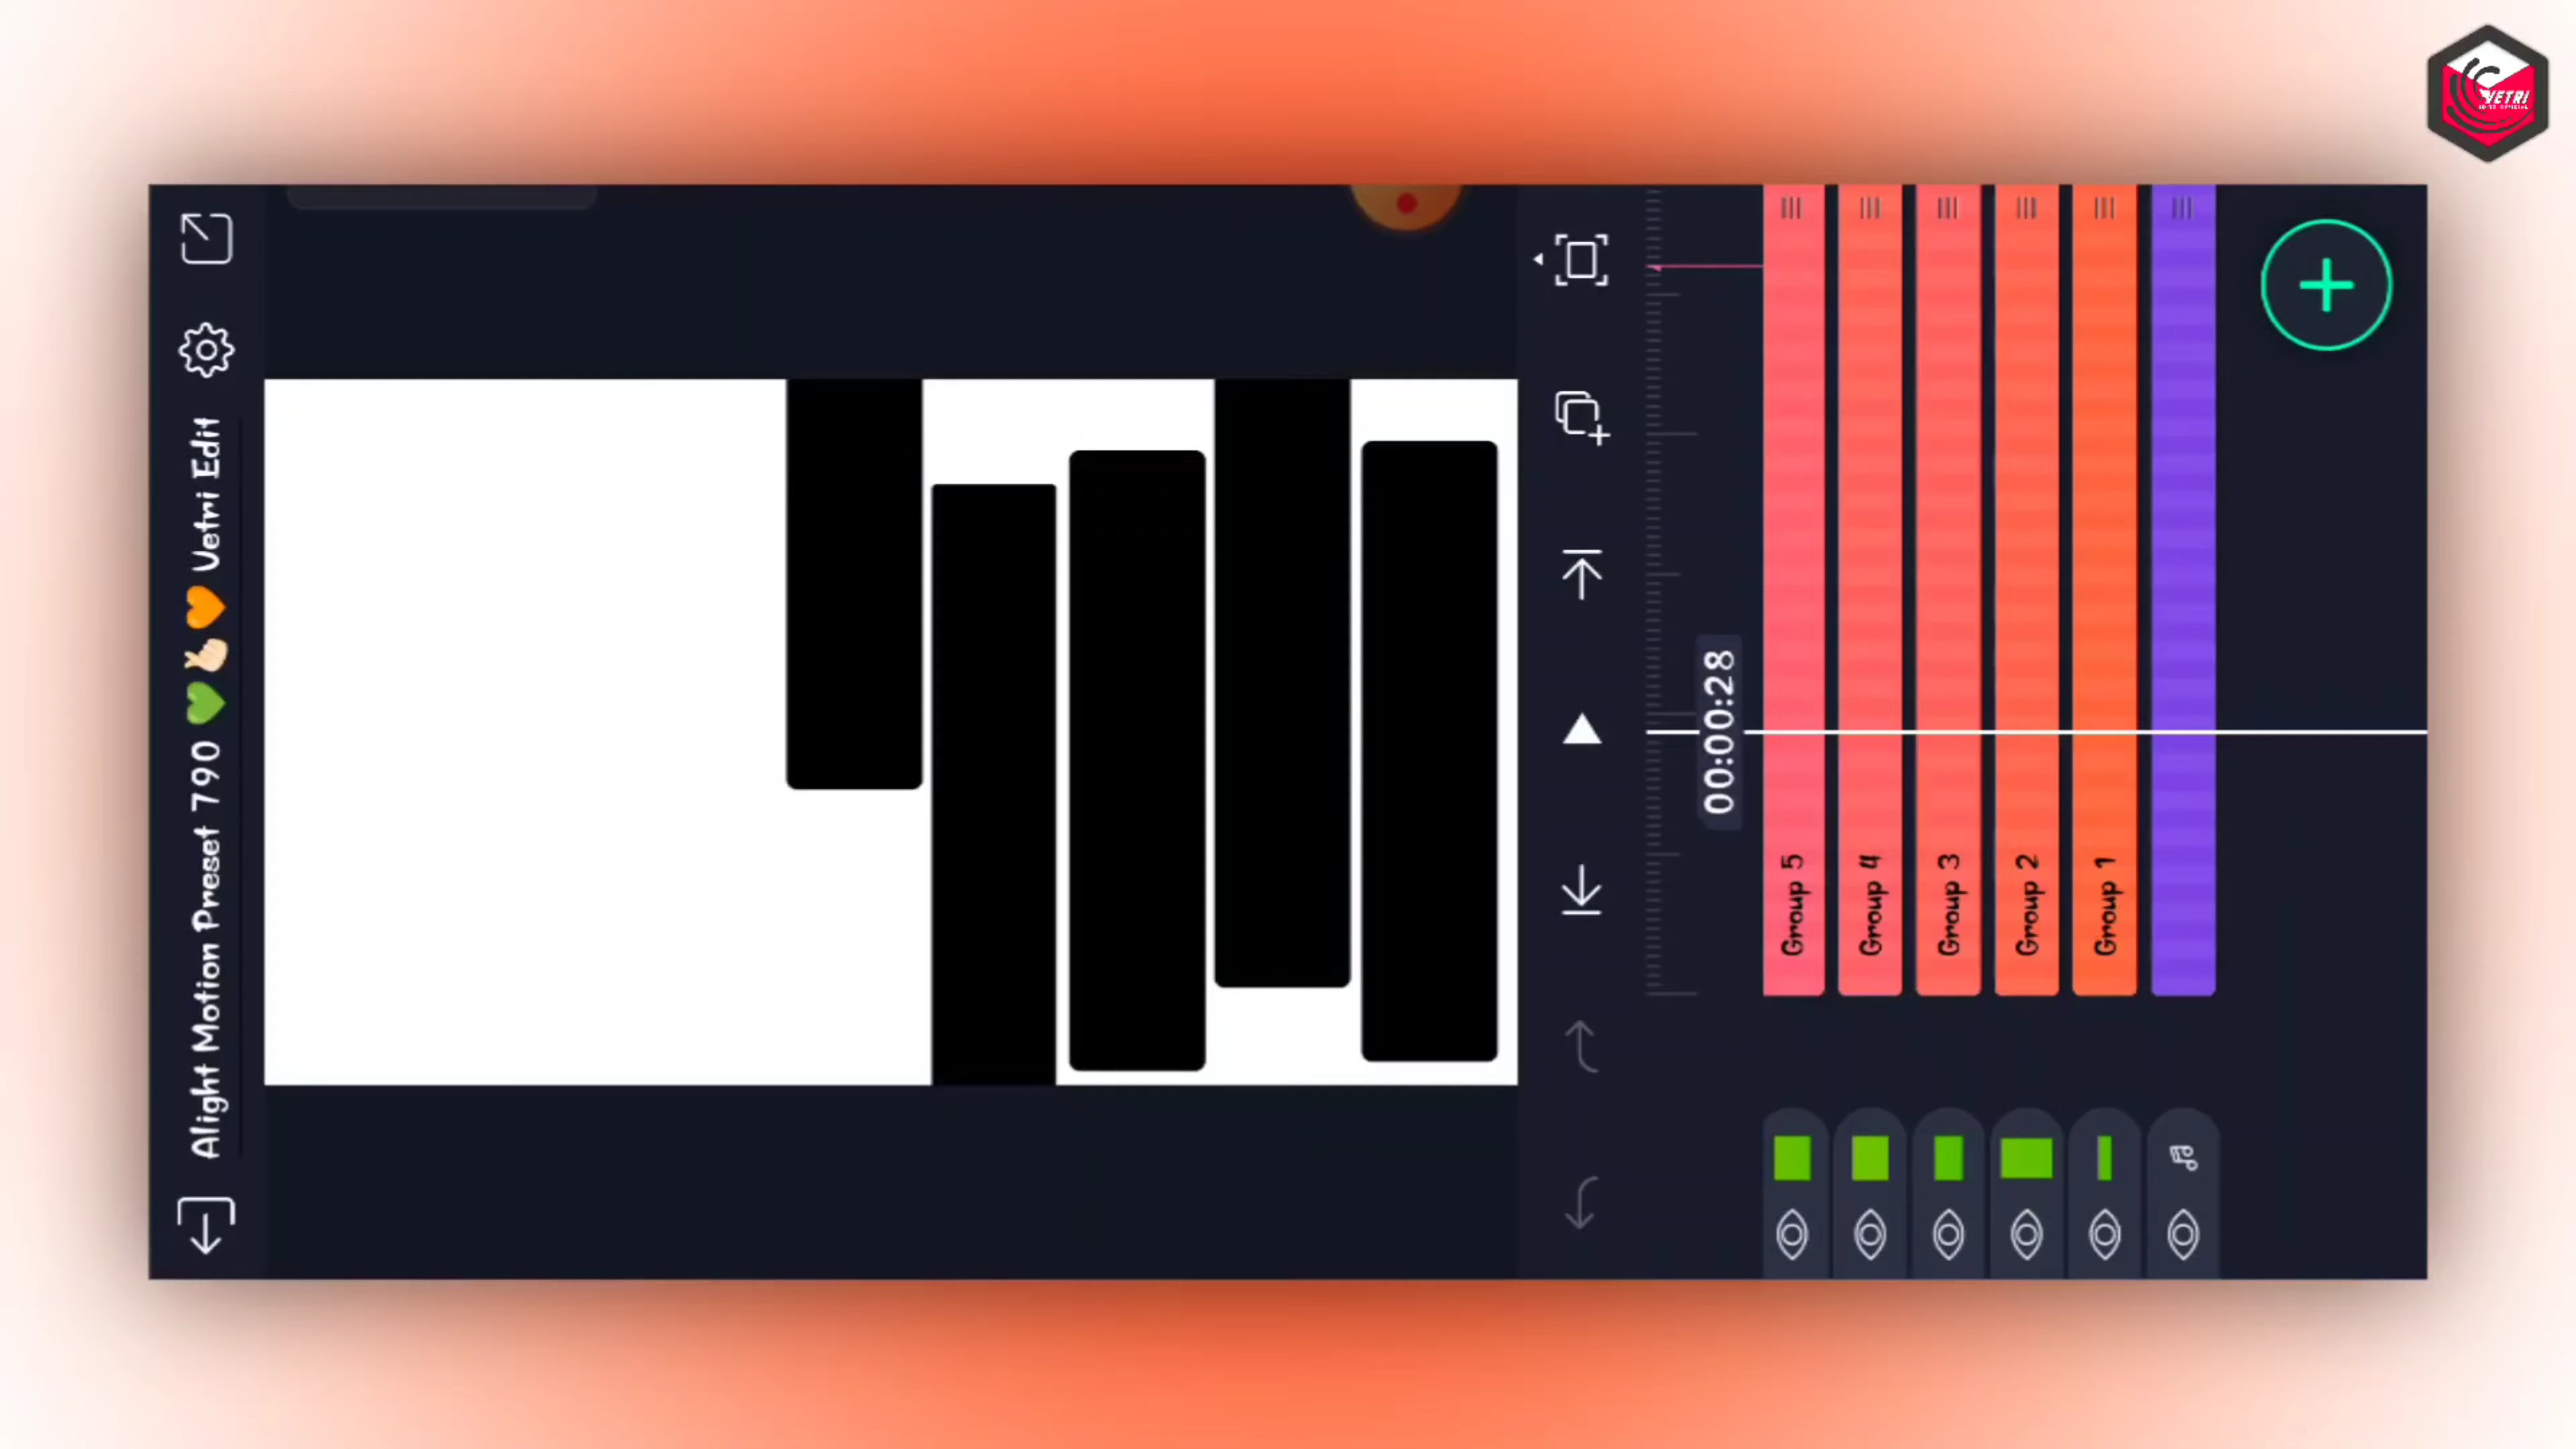 VETRI
Alight Motion Preset 790 💚🫰🏻🧡 Vetri Edit
00:00:28
Group 5
Group 4
Group 3
Group 2
Group 1